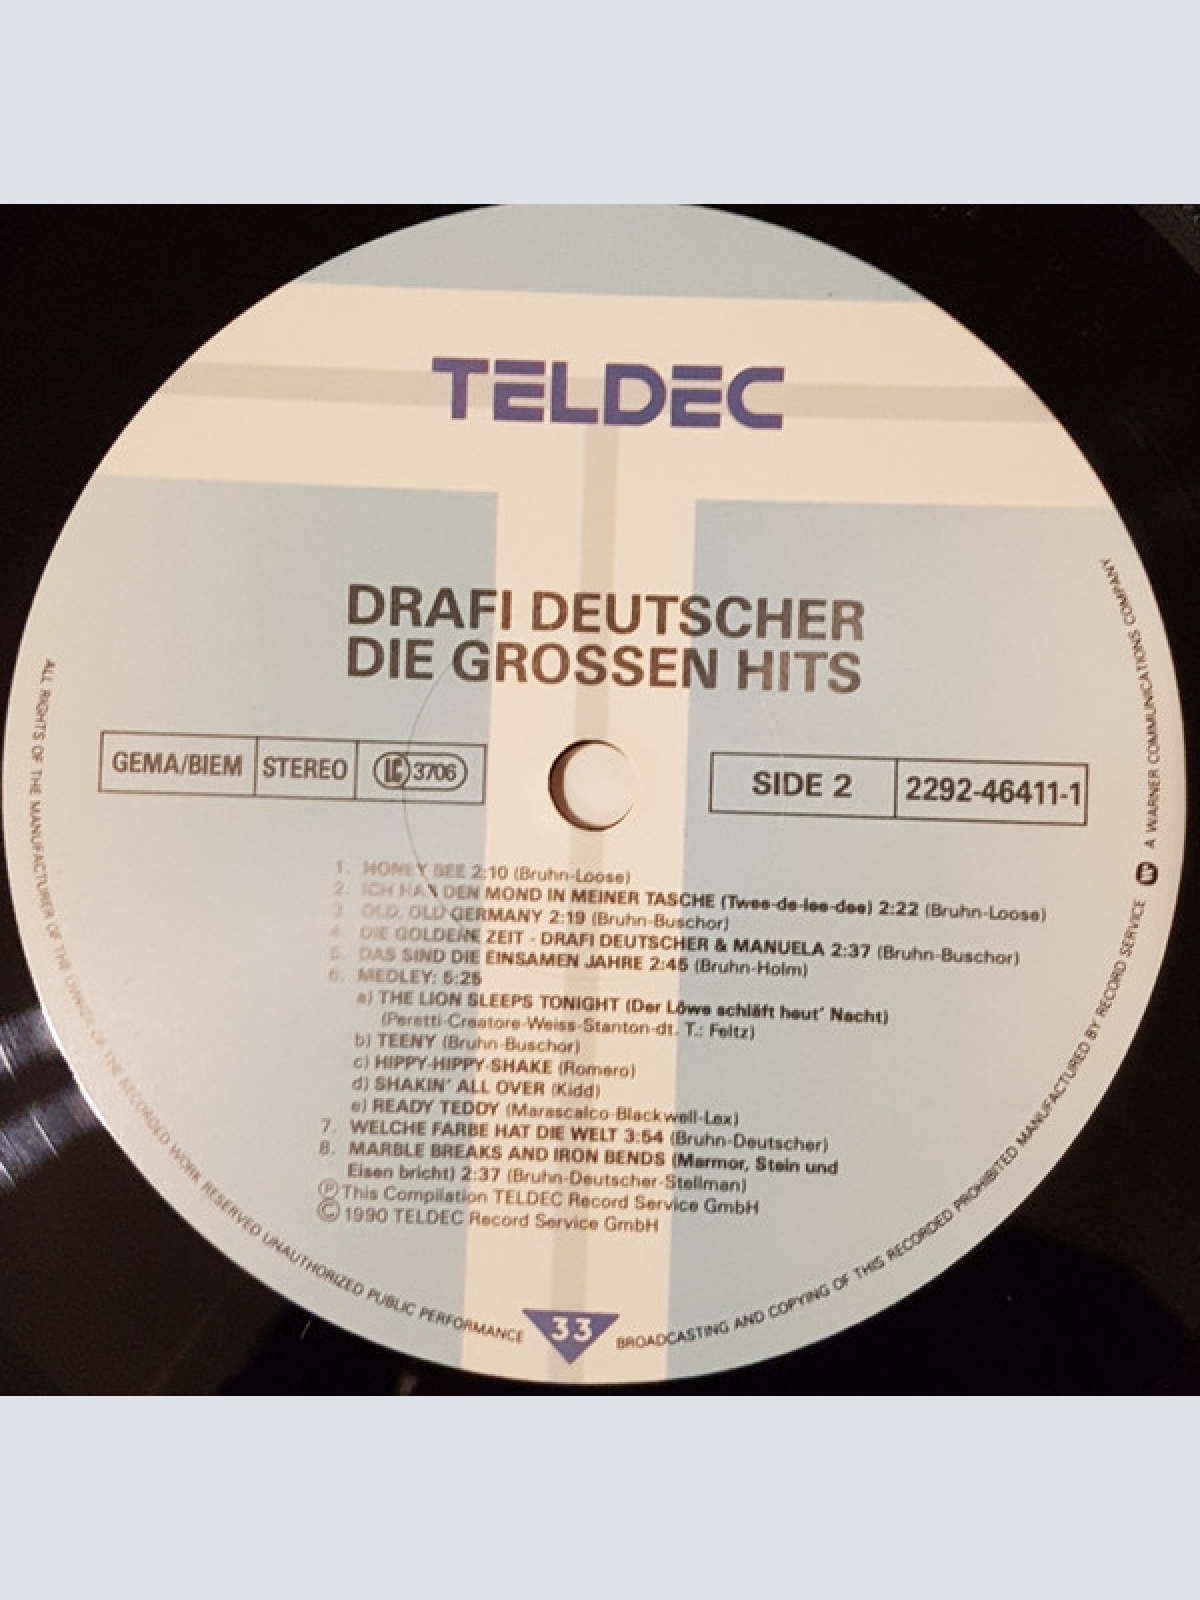 TELDEC
DRAFI DEUTSCHER
DIE GROSSEN HITS
GEMA/BIEM STEREO LC 3706
SIDE 2 2292-46411-1
1. HONEY BEE 2:10 (Bruhn-Loose)
2. ICH HAB DEN MOND IN MEINER TASCHE (Twee-de-lee-dee) 2:22 (Bruhn-Loose)
3. OLD, OLD GERMANY 2:19 (Bruhn-Buschor)
4. DIE GOLDENE ZEIT - DRAFI DEUTSCHER & MANUELA 2:37 (Bruhn-Buschor)
5. DAS SIND DIE EINSAMEN JAHRE 2:45 (Bruhn-Holm)
6. MEDLEY: 5:25
a) THE LION SLEEPS TONIGHT (Der Löwe schläft heut' Nacht)
(Peretti-Creatore-Weiss-Stanton-dt. T.: Feltz)
b) TEENY (Bruhn-Buschor)
c) HIPPY-HIPPY-SHAKE (Romero)
d) SHAKIN' ALL OVER (Kidd)
e) READY TEDDY (Marascalco-Blackwell-Lex)
7. WELCHE FARBE HAT DIE WELT 3:54 (Bruhn-Deutscher)
8. MARBLE BREAKS AND IRON BENDS (Marmor, Stein und
Eisen bricht) 2:37 (Bruhn-Deutscher-Stellman)
Ⓟ This Compilation TELDEC Record Service GmbH
© 1990 TELDEC Record Service GmbH
33
ALL RIGHTS OF THE MANUFACTURER OF THE OWNER OF THE RECORDED WORK RESERVED UNAUTHORIZED PUBLIC PERFORMANCE
BROADCASTING AND COPYING OF THIS RECORDED PROHIBITED MANUFACTURED BY RECORD SERVICE W A WARNER COMMUNICATIONS COMPANY